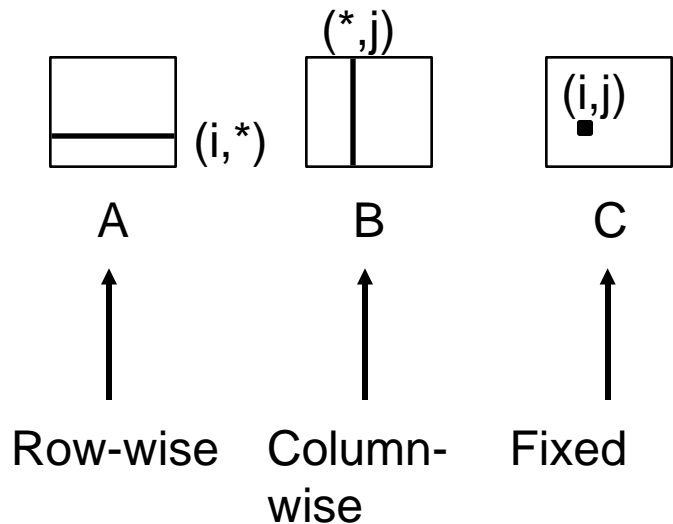 (*,j)
(i,*)
(i,j)
A
B
C
Row-wise
Column-
wise
Fixed